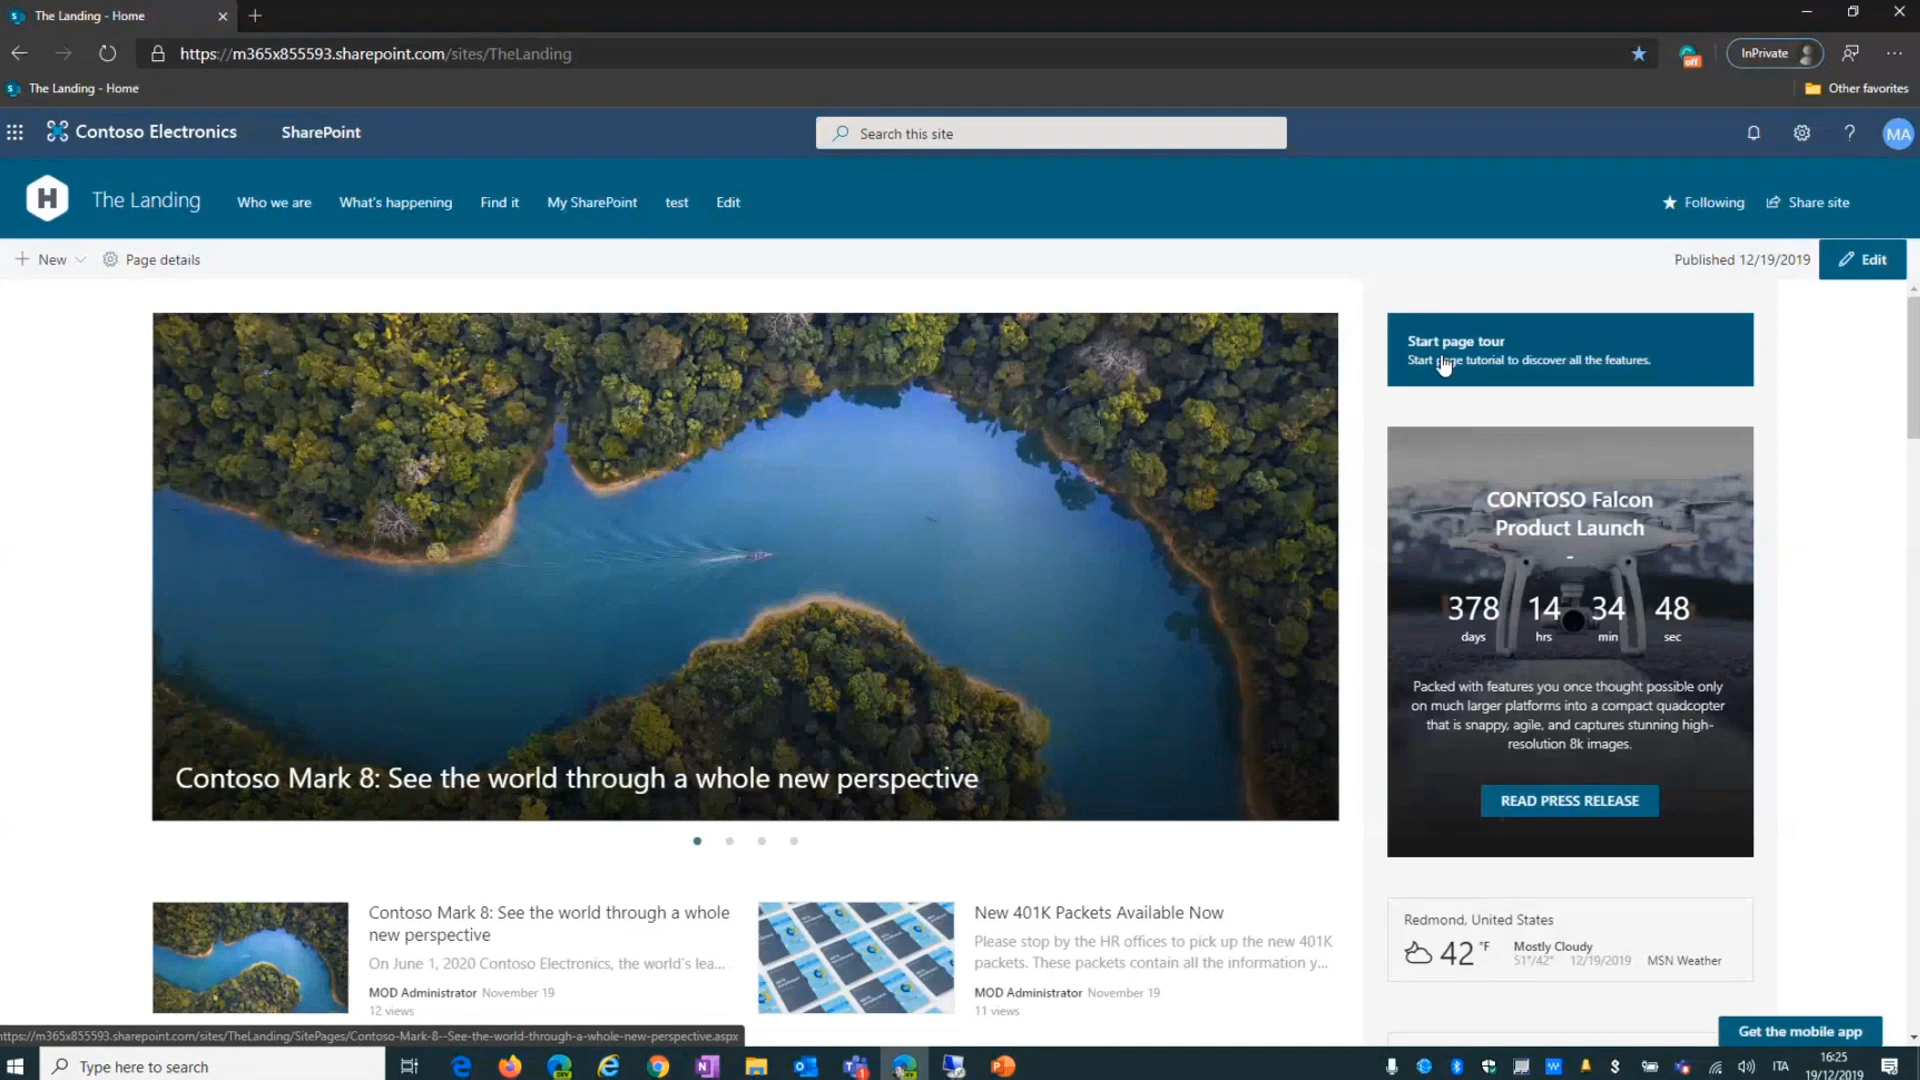 The Landing - Home
https://m365x855593.sharepoint.com/sites/TheLanding
off
InPrivate
The Landing - Home
Other favorites
Contoso Electronics
SharePoint
Search this site
?
MA
H
The Landing
Who we are
What's happening
Find it
My SharePoint
test
Edit
Following
Share site
New
Page details
Published 12/19/2019
Edit
Start page tour
Start page tutorial to discover all the features.
Contoso Mark 8: See the world through a whole new perspective
CONTOSO Falcon
Product Launch
-
378 14 34 48
days hrs min sec
Packed with features you once thought possible only
on much larger platforms into a compact quadcopter
that is snappy, agile, and captures stunning high-
resolution 8k images.
READ PRESS RELEASE
Contoso Mark 8: See the world through a whole
new perspective
On June 1, 2020 Contoso Electronics, the world's lea...
MOD Administrator November 19
12 views
New 401K Packets Available Now
Please stop by the HR offices to pick up the new 401K
packets. These packets contain all the information y...
MOD Administrator November 19
11 views
Redmond, United States
42 °F
Mostly Cloudy
51°/42° 12/19/2019
MSN Weather
Get the mobile app
https://m365x855593.sharepoint.com/sites/TheLanding/SitePages/Contoso-Mark-8--See-the-world-through-a-whole-new-perspective.aspx
Type here to search
ITA
16:25
19/12/2019